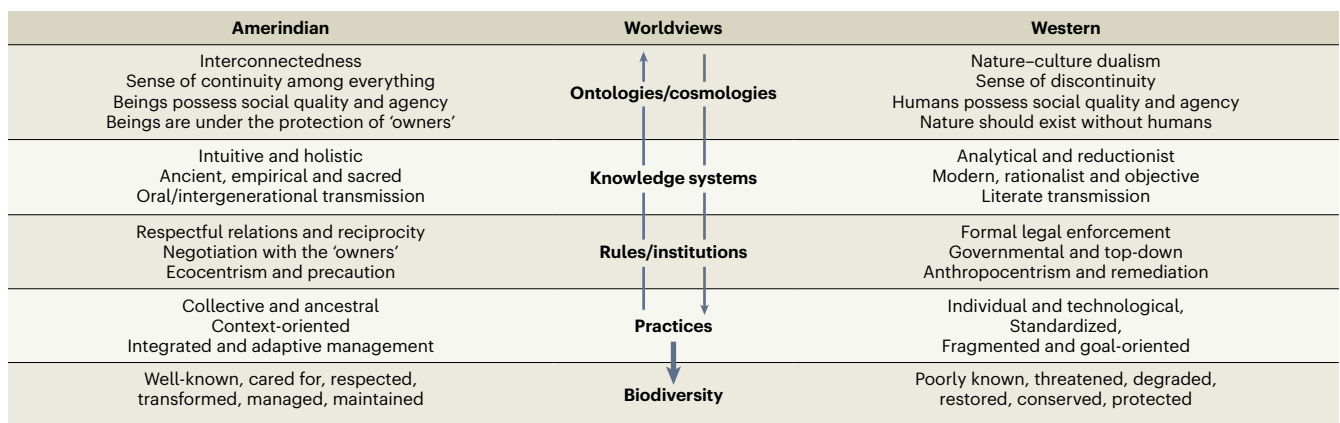 Amerindian Worldviews Western
Interconnectedness
Sense of continuity among everything
Beings possess social quality and agency
Beings are under the protection of ‘owners’
Ontologies/cosmologies
Nature–culture dualism
Sense of discontinuity
Humans possess social quality and agency
Nature should exist without humans
Intuitive and holistic
Ancient, empirical and sacred
Oral/intergenerational transmission
Knowledge systems
Analytical and reductionist
Modern, rationalist and objective
Literate transmission
Respectful relations and reciprocity
Negotiation with the ‘owners’
Ecocentrism and precaution
Rules/institutions
Formal legal enforcement
Governmental and top-down
Anthropocentrism and remediation
Collective and ancestral
Context-oriented
Integrated and adaptive management
Practices
Individual and technological,
Standardized,
Fragmented and goal-oriented
Well-known, cared for, respected,
transformed, managed, maintained
Biodiversity
Poorly known, threatened, degraded,
restored, conserved, protected